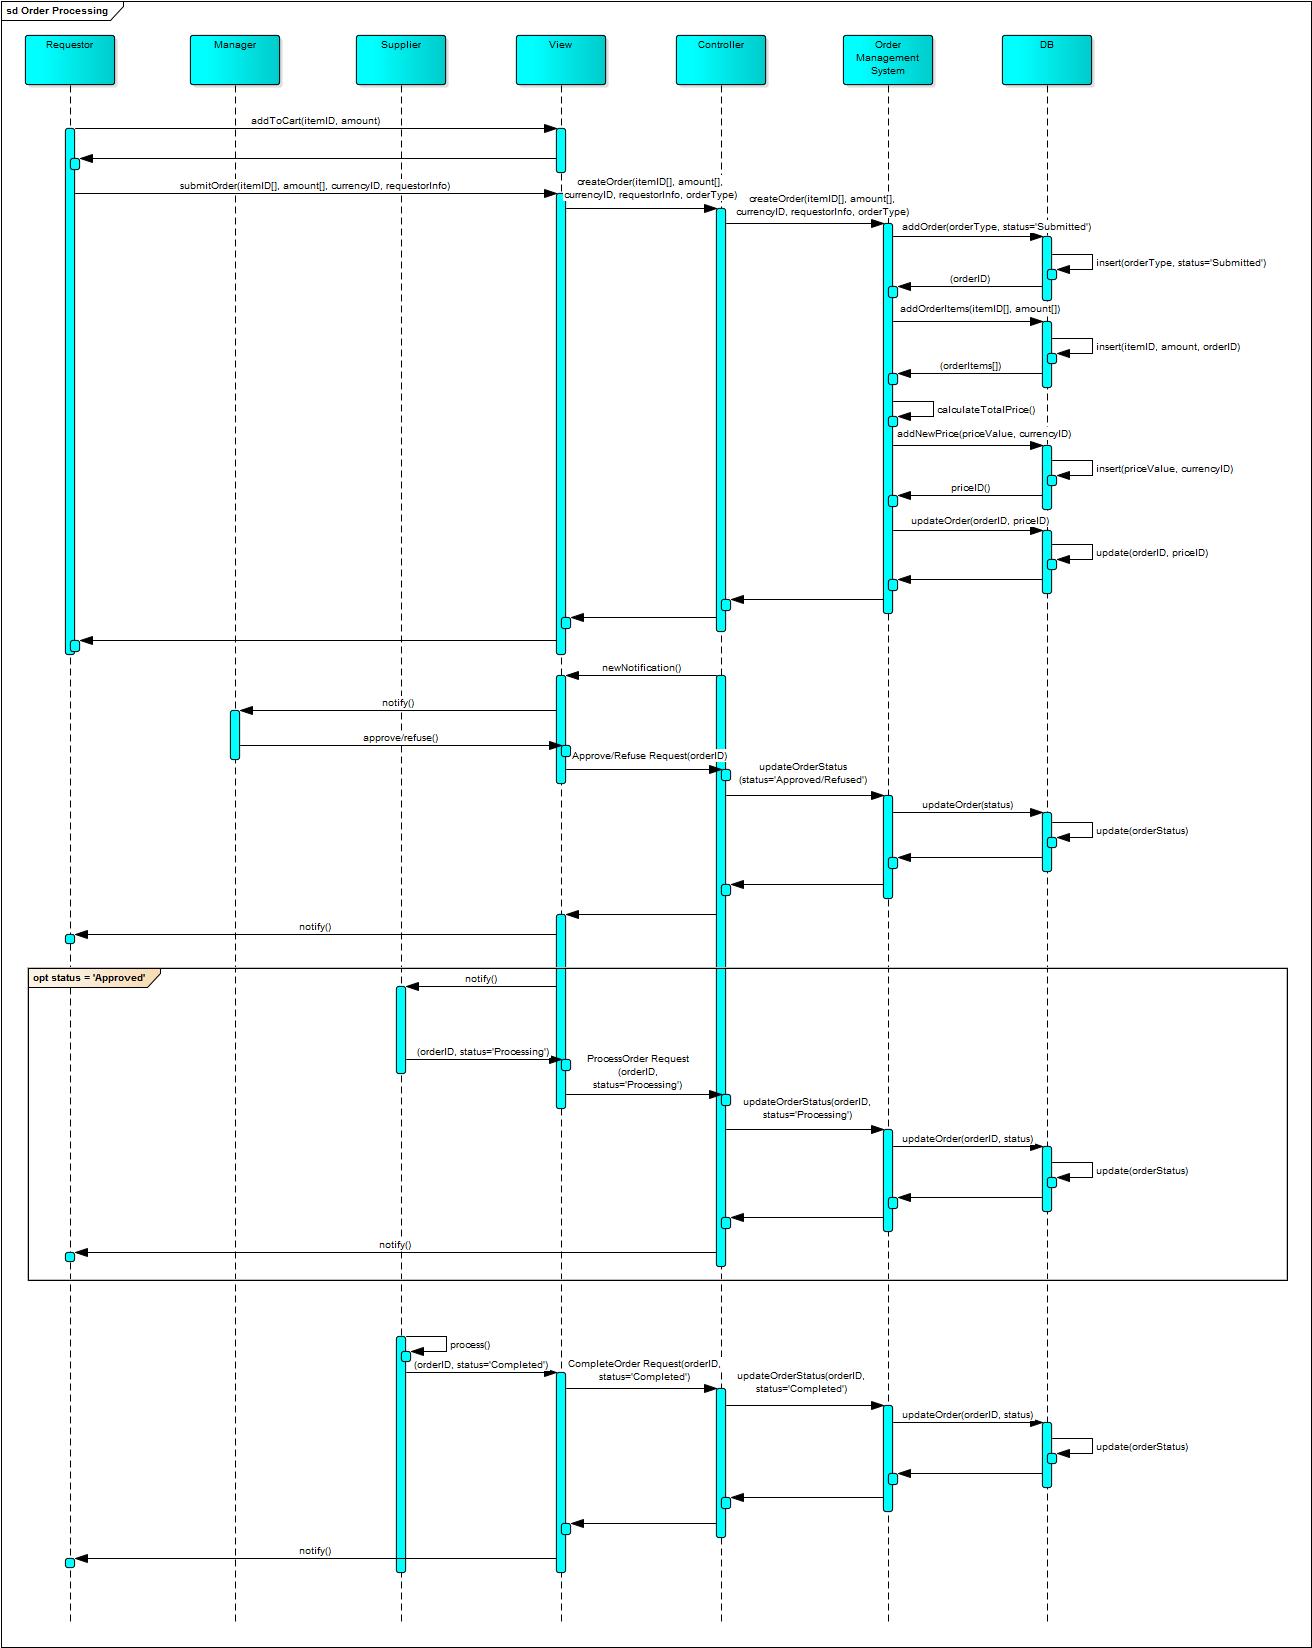 sd Order Processing
Requestor
Manager
Supplier
View
Controller
Order
Management
System
DB
addToCart(itemID, amount)
submitOrder(itemID[], amount[], currencyID, requestorInfo)
createOrder(itemID[], amount[],
currencyID, requestorInfo, orderType)
createOrder(itemID[], amount[],
currencyID, requestorInfo, orderType)
addOrder(orderType, status='Submitted')
insert(orderType, status='Submitted')
(orderID)
addOrderItems(itemID[], amount[])
insert(itemID, amount, orderID)
(orderItems[])
calculateTotalPrice()
addNewPrice(priceValue, currencyID)
insert(priceValue, currencyID)
priceID()
updateOrder(orderID, priceID)
update(orderID, priceID)
newNotification()
notify()
approve/refuse()
Approve/Refuse Request(orderID)
updateOrderStatus
(status='Approved/Refused')
updateOrder(status)
update(orderStatus)
notify()
opt status = 'Approved'
notify()
(orderID, status='Processing')
ProcessOrder Request
(orderID,
status='Processing')
updateOrderStatus(orderID,
status='Processing')
updateOrder(orderID, status)
update(orderStatus)
notify()
process()
(orderID, status='Completed')
CompleteOrder Request(orderID,
status='Completed')
updateOrderStatus(orderID,
status='Completed')
updateOrder(orderID, status)
update(orderStatus)
notify()